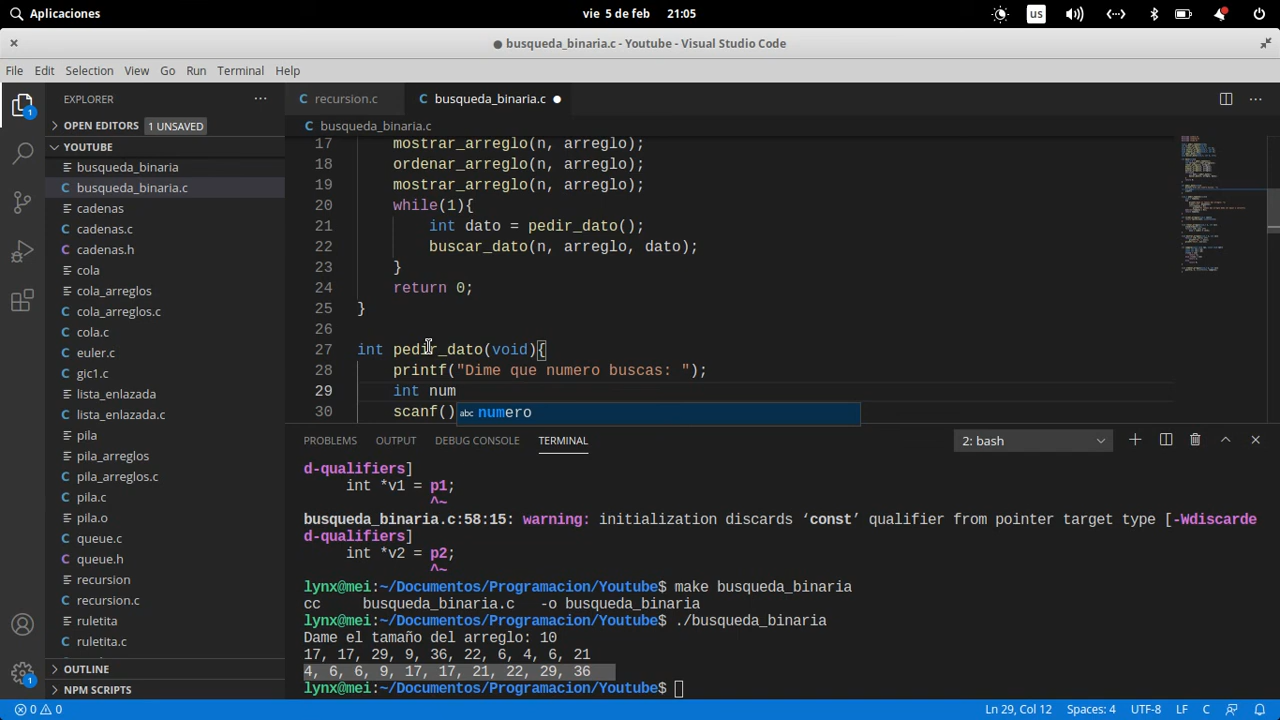 Aplicaciones vie 5 de feb 21:05 us
busqueda_binaria.c - Youtube - Visual Studio Code
File Edit Selection View Go Run Terminal Help
EXPLORER recursion.c busqueda_binaria.c
OPEN EDITORS 1 UNSAVED busqueda_binaria.c
YOUTUBE
busqueda_binaria
busqueda_binaria.c
cadenas
cadenas.c
cadenas.h
cola
cola_arreglos
cola_arreglos.c
cola.c
euler.c
gic1.c
lista_enlazada
lista_enlazada.c
pila
pila_arreglos
pila_arreglos.c
pila.c
pila.o
queue.c
queue.h
recursion
recursion.c
ruletita
ruletita.c
OUTLINE
NPM SCRIPTS
17 mostrar_arreglo(n, arreglo);
18 ordenar_arreglo(n, arreglo);
19 mostrar_arreglo(n, arreglo);
20 while(1){
21 int dato = pedir_dato();
22 buscar_dato(n, arreglo, dato);
23 }
24 return 0;
25 }
26
27 int pedir_dato(void){
28 printf("Dime que numero buscas: ");
29 int num
30 scanf() abc numero
PROBLEMS OUTPUT DEBUG CONSOLE TERMINAL 2: bash
d-qualifiers]
int *v1 = p1;
^~
busqueda_binaria.c:58:15: warning: initialization discards ‘const’ qualifier from pointer target type [-Wdiscarde
d-qualifiers]
int *v2 = p2;
^~
lynx@mei:~/Documentos/Programacion/Youtube$ make busqueda_binaria
cc busqueda_binaria.c -o busqueda_binaria
lynx@mei:~/Documentos/Programacion/Youtube$ ./busqueda_binaria
Dame el tamaño del arreglo: 10
17, 17, 29, 9, 36, 22, 6, 4, 6, 21
4, 6, 6, 9, 17, 17, 21, 22, 29, 36
lynx@mei:~/Documentos/Programacion/Youtube$
0 0 Ln 29, Col 12 Spaces: 4 UTF-8 LF C